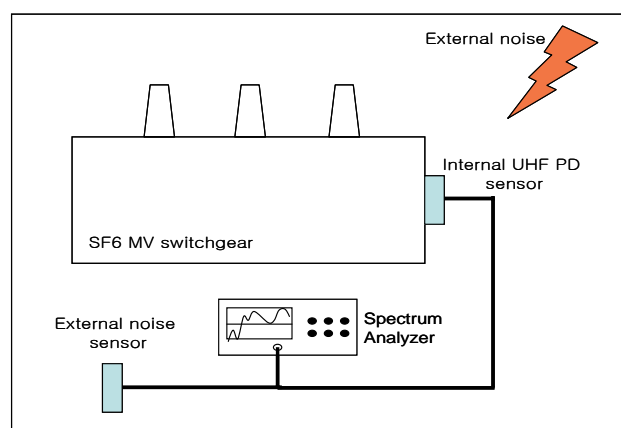 External noise
Internal UHF PD
sensor
SF6 MV switchgear
External noise
sensor
Spectrum
Analyzer